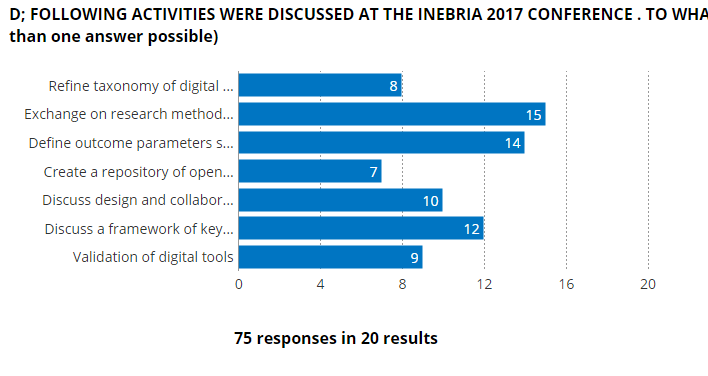 D; FOLLOWING ACTIVITIES WERE DISCUSSED AT THE INEBRIA 2017 CONFERENCE . TO WHA
than one answer possible)
Refine taxonomy of digital ... 8
Exchange on research method... 15
Define outcome parameters s... 14
Create a repository of open... 7
Discuss design and collabor... 10
Discuss a framework of key... 12
Validation of digital tools 9
0 4 8 12 16 20
75 responses in 20 results